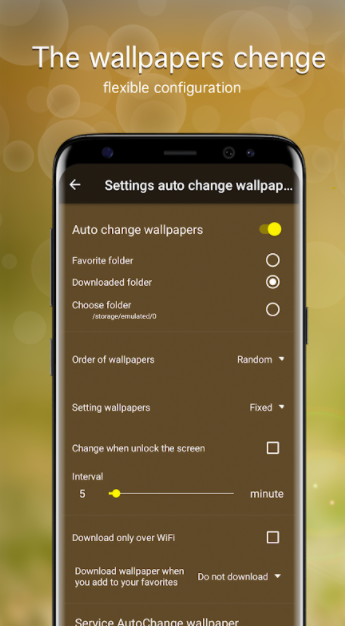 The wallpapers chenge
flexible configuration
Settings auto change wallpap...
Auto change wallpapers
Favorite folder
Downloaded folder
Choose folder
/storage/emulated/0
Order of wallpapers Random
Setting wallpapers Fixed
Change when unlock the screen
Interval
5 minute
Download only over WiFi
Download wallpaper when
you add to your favorites Do not download
Service AutoChange wallpaper